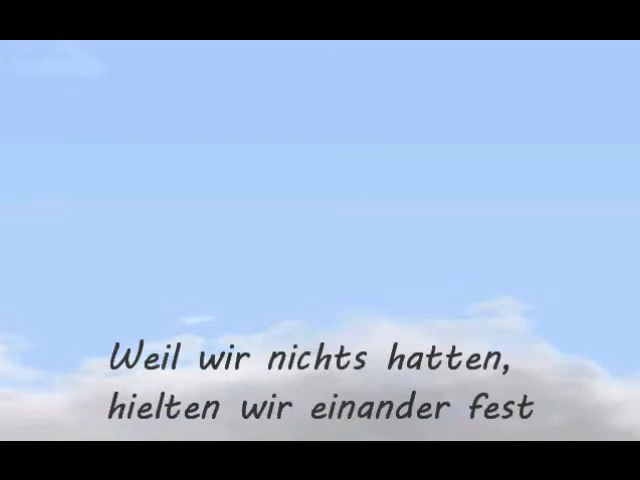 Weil wir nichts hatten,
hielten wir einander fest